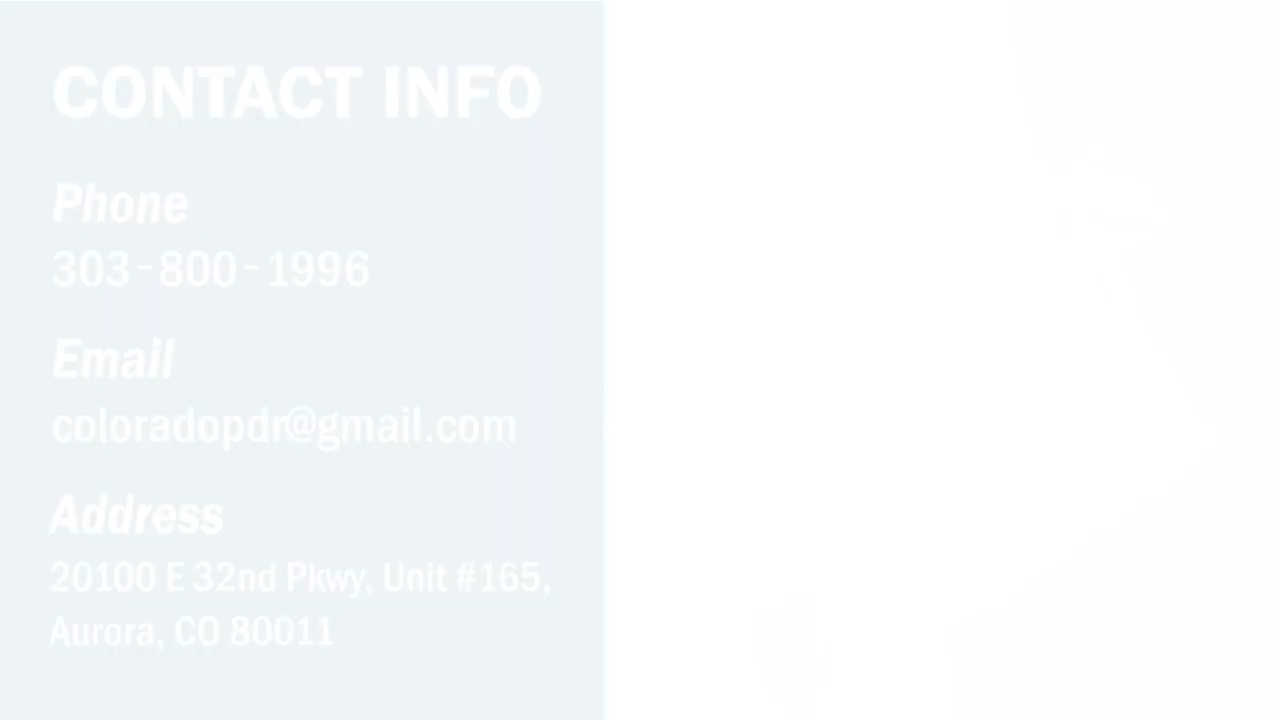 CONTACT INFO
Phone
303-800-1996
Email
coloradopdr@gmail.com
Address
20100 E 32nd Pkwy, Unit #165,
Aurora, CO 80011